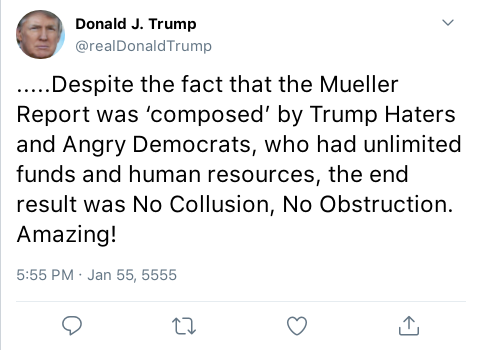 Donald J. Trump
@realDonaldTrump
.....Despite the fact that the Mueller
Report was ‘composed’ by Trump Haters
and Angry Democrats, who had unlimited
funds and human resources, the end
result was No Collusion, No Obstruction.
Amazing!
5:55 PM · Jan 55, 5555